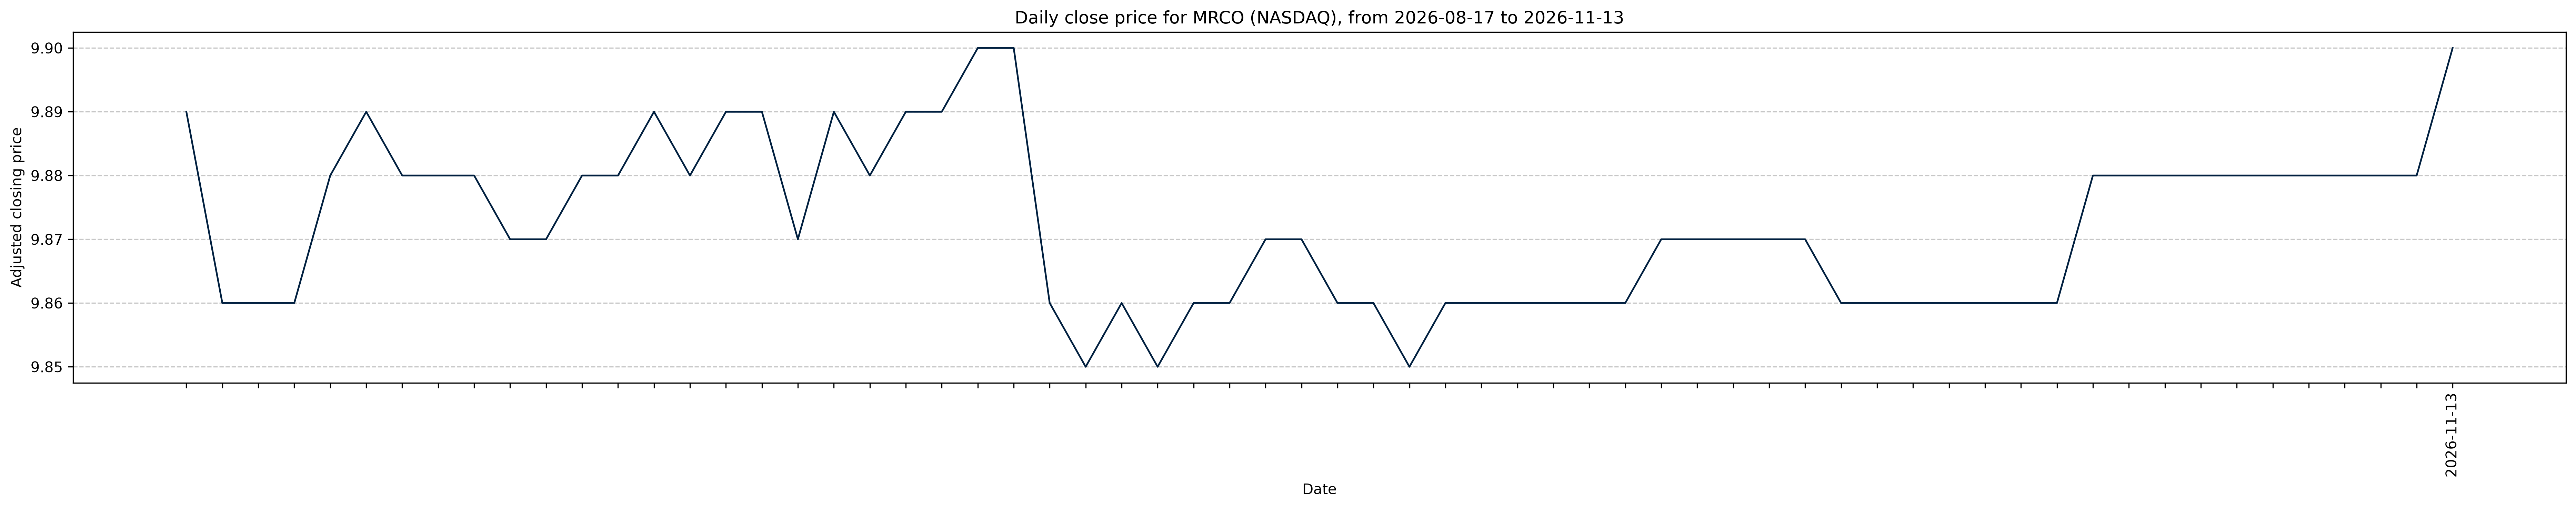 Daily close price for MRCO (NASDAQ), from 2026-08-17 to 2026-11-13
Adjusted closing price
9.90
9.89
9.88
9.87
9.86
9.85
2026-11-13
Date